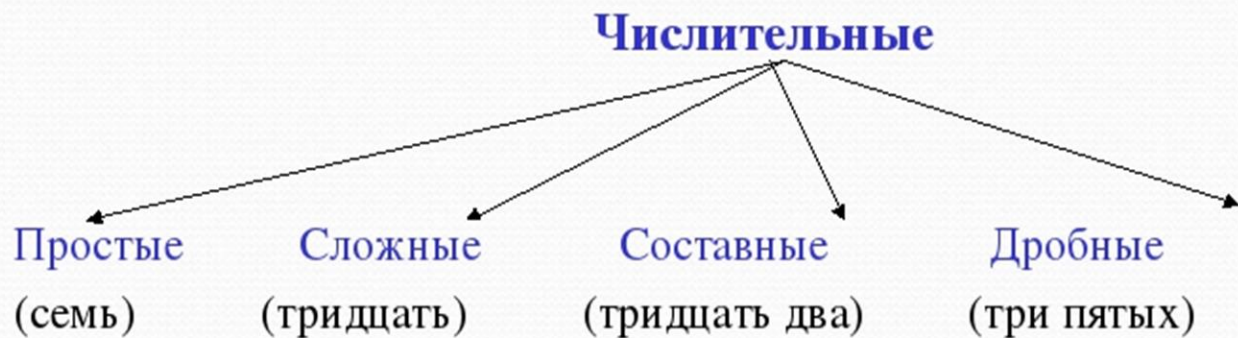 Числительные
Простые Сложные Составные Дробные
(семь) (тридцать) (тридцать два) (три пятых)